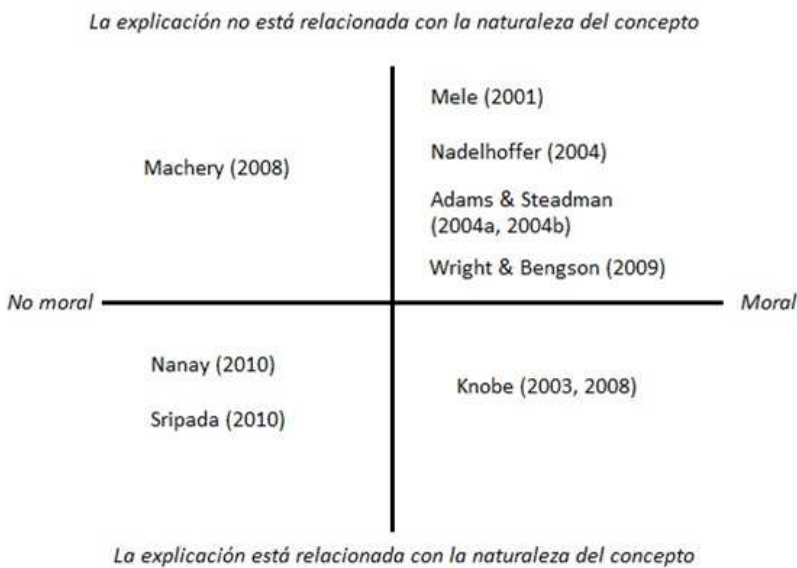 La explicación no está relacionada con la naturaleza del concepto
Mele (2001)
Machery (2008)
Nadelhoffer (2004)
Adams & Steadman
(2004a, 2004b)
Wright & Bengson (2009)
No moral
Moral
Nanay (2010)
Knobe (2003, 2008)
Sripada (2010)
La explicación está relacionada con la naturaleza del concepto